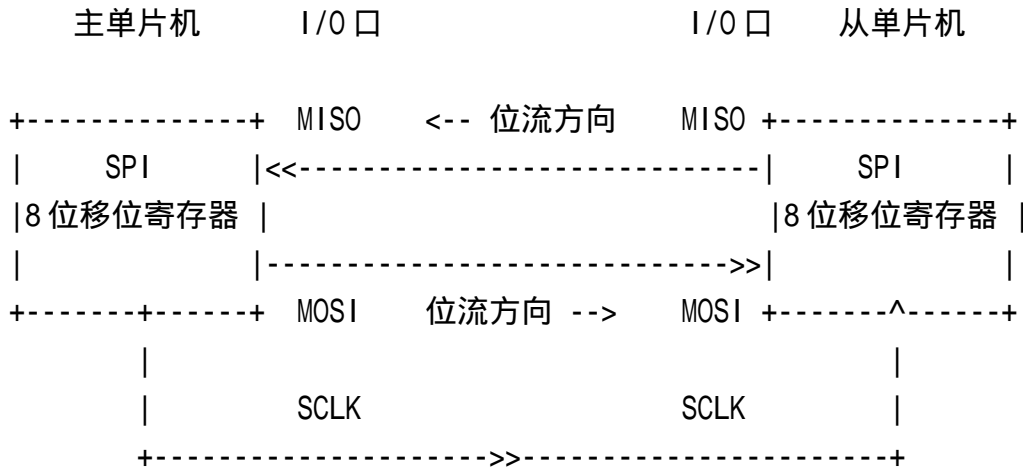 主单片机 I/O口 I/O口 从单片机
+--------------+ MISO <-- 位流方向 MISO +--------------+
| SPI |<<-----------------------------| SPI |
|8位移位寄存器 | |8位移位寄存器 |
| |----------------------------->>| |
+-------+------+ MOSI 位流方向 --> MOSI +-------^------+
| |
| SCLK SCLK |
+--------------------->>-----------------------+